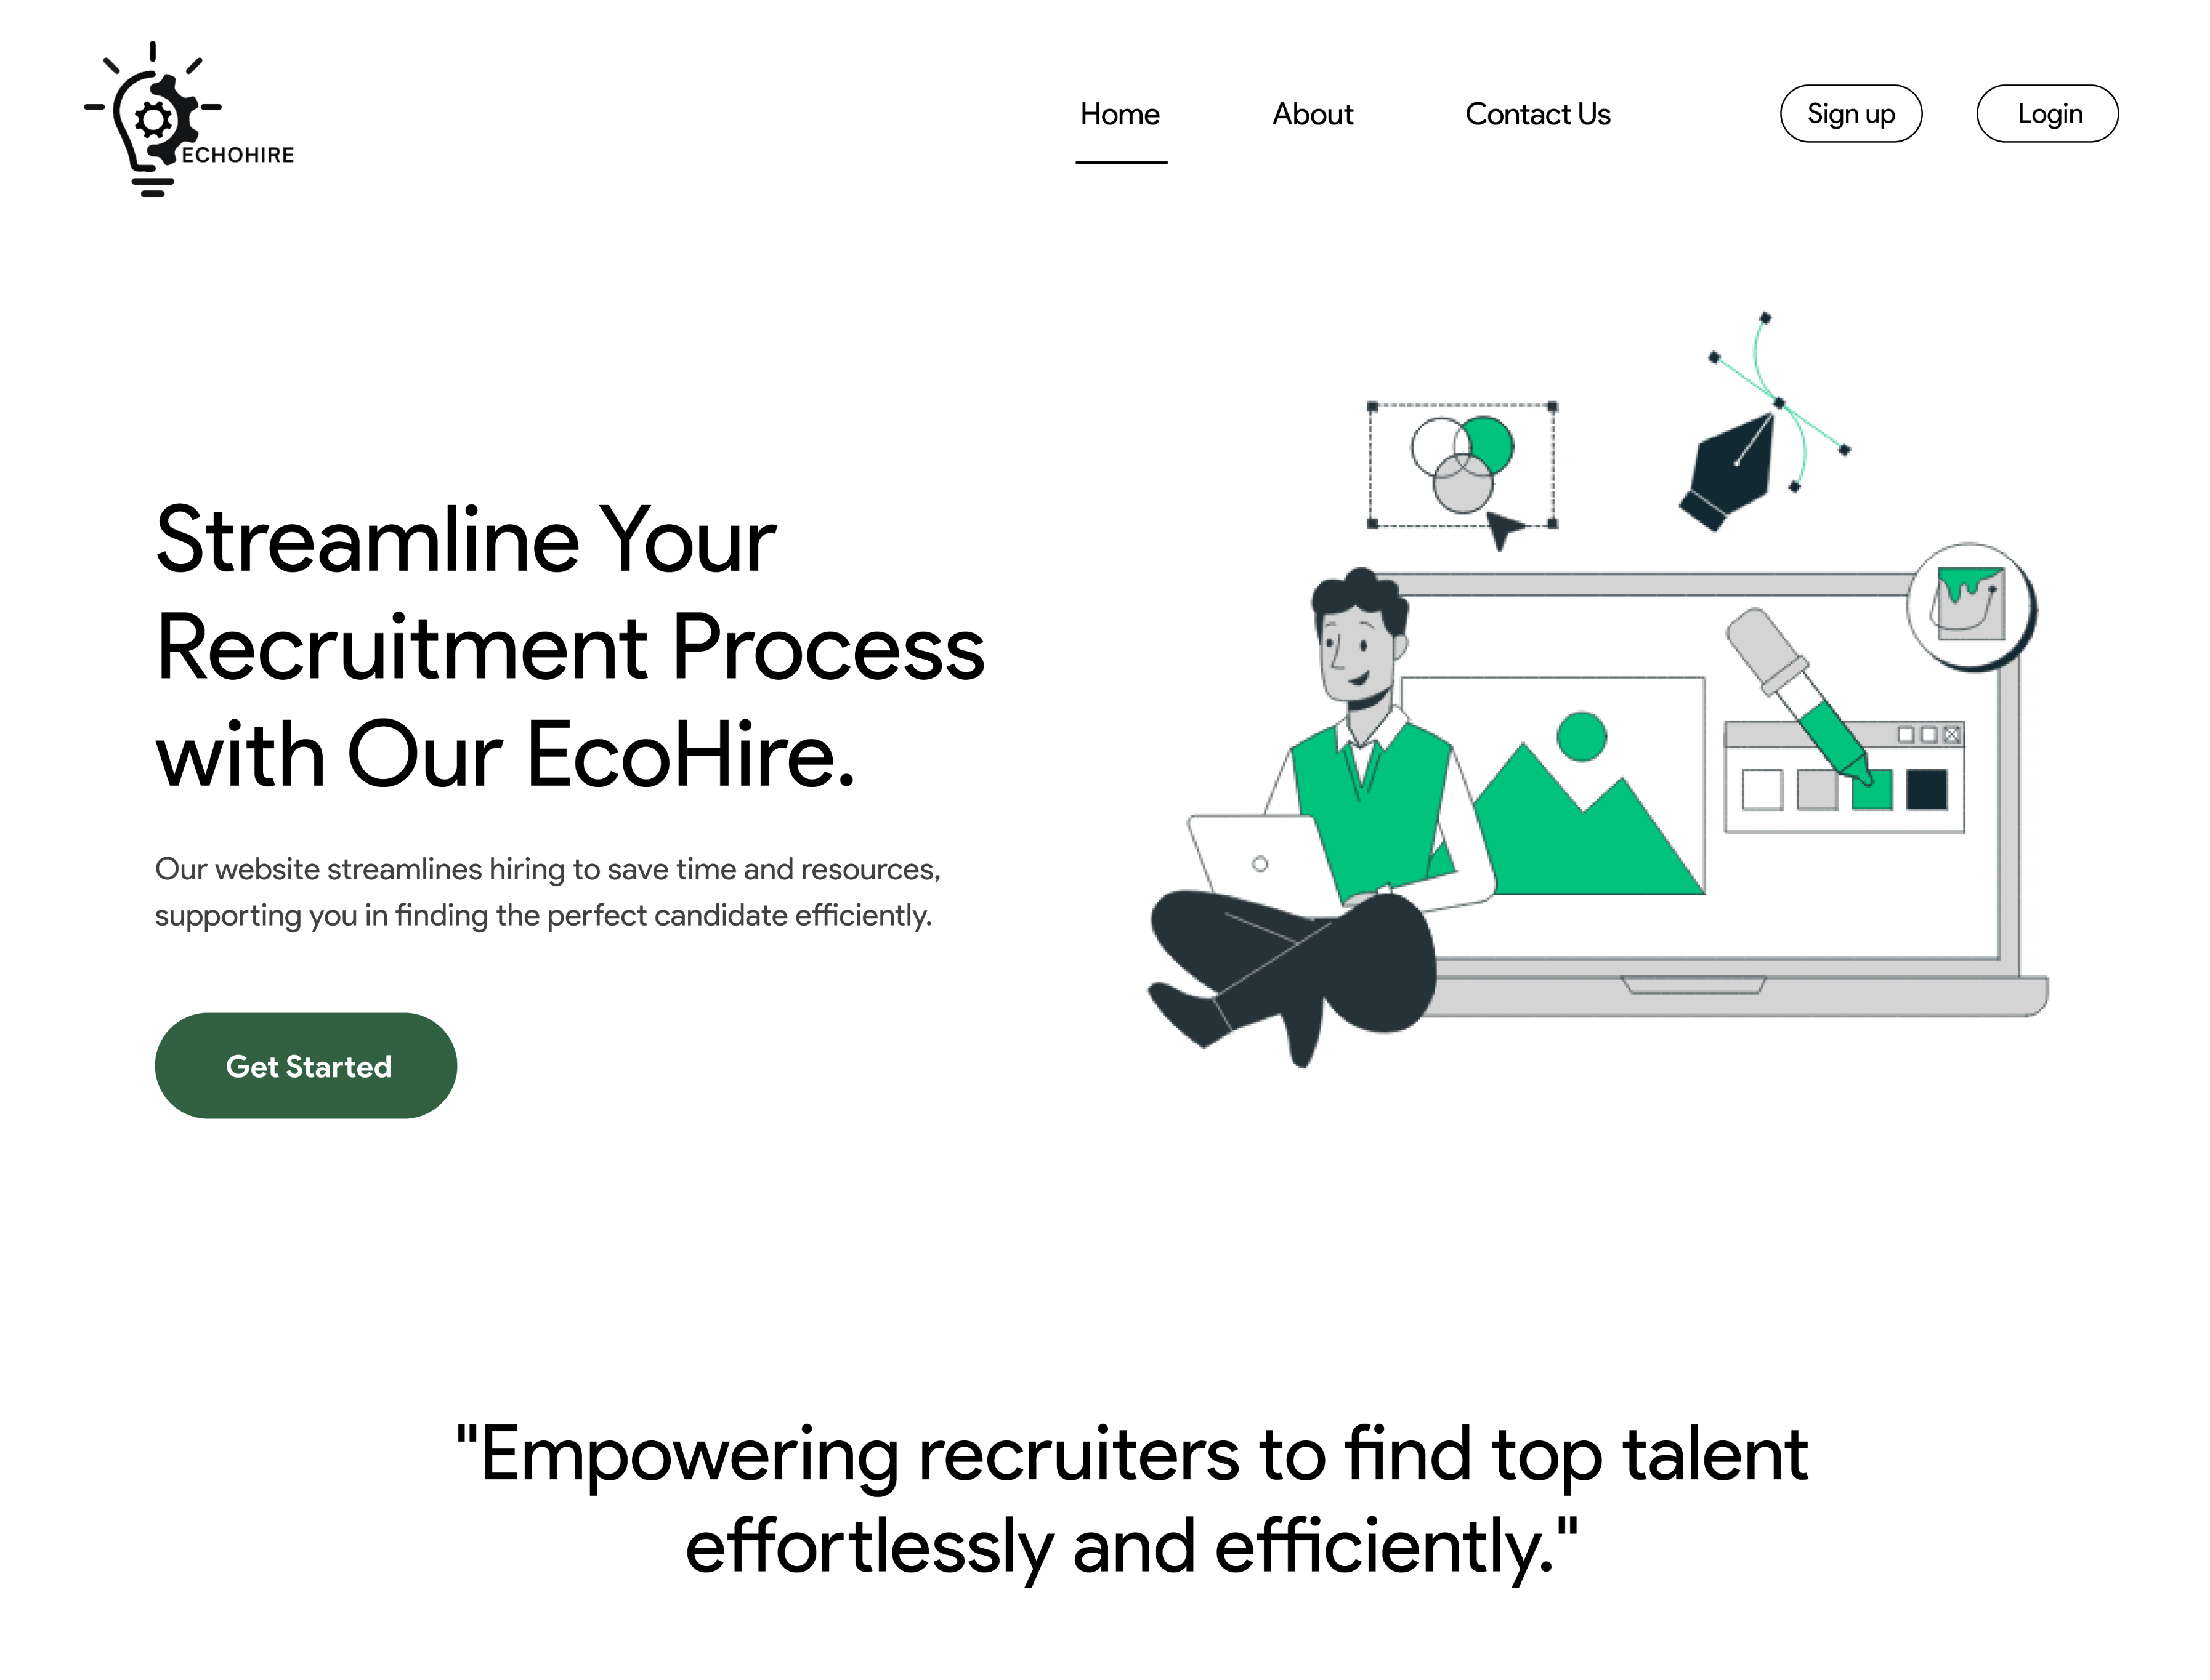 ECHOHIRE
Home About Contact Us Sign up Login
Streamline Your
Recruitment Process
with Our EcoHire.
Our website streamlines hiring to save time and resources,
supporting you in finding the perfect candidate efficiently.
Get Started
"Empowering recruiters to find top talent
effortlessly and efficiently."